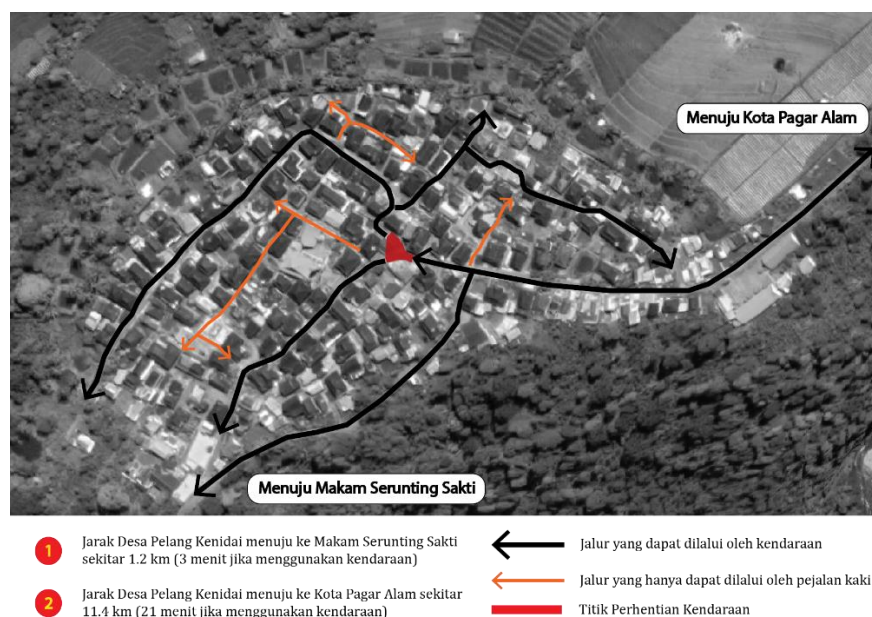 Menuju Kota Pagar Alam
Menuju Makam Serunting Sakti
1
Jarak Desa Pelang Kenidai menuju ke Makam Serunting Sakti
sekitar 1.2 km (3 menit jika menggunakan kendaraan)
2
Jarak Desa Pelang Kenidai menuju ke Kota Pagar Alam sekitar
11.4 km (21 menit jika menggunakan kendaraan)
Jalur yang dapat dilalui oleh kendaraan
Jalur yang hanya dapat dilalui oleh pejalan kaki
Titik Perhentian Kendaraan